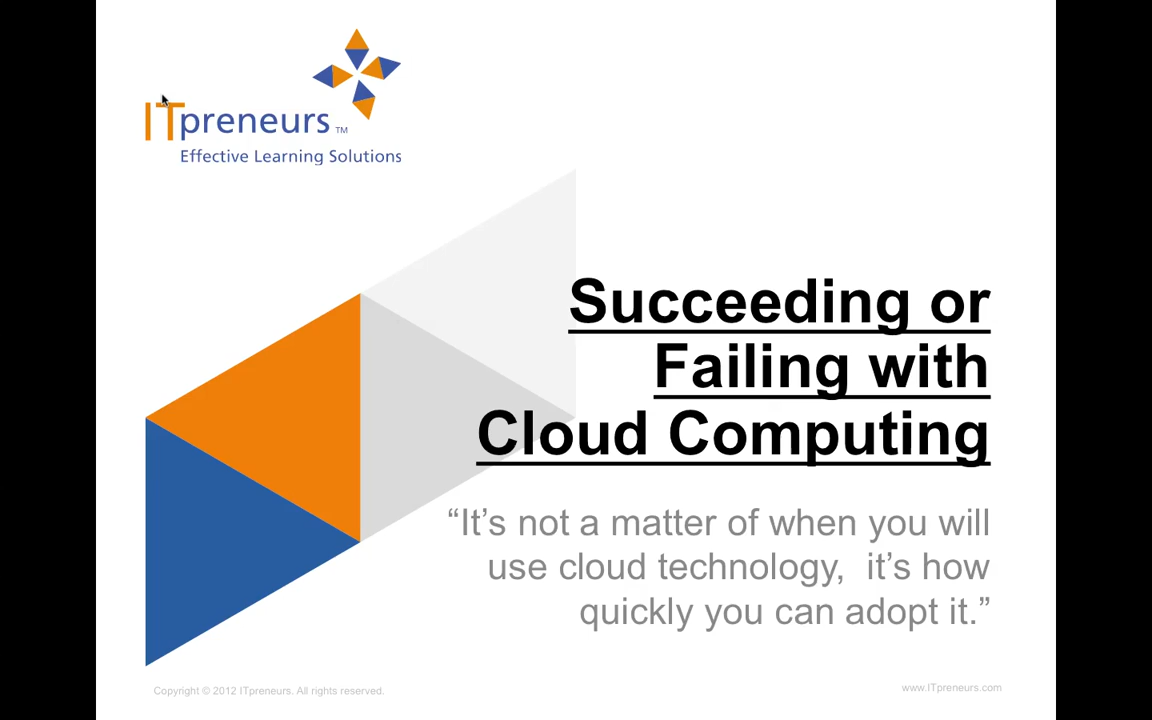 ITpreneurs TM
Effective Learning Solutions
Succeeding or
Failing with
Cloud Computing
“It’s not a matter of when you will
use cloud technology,  it’s how
quickly you can adopt it.”
Copyright © 2012 ITpreneurs. All rights reserved.
www.ITpreneurs.com